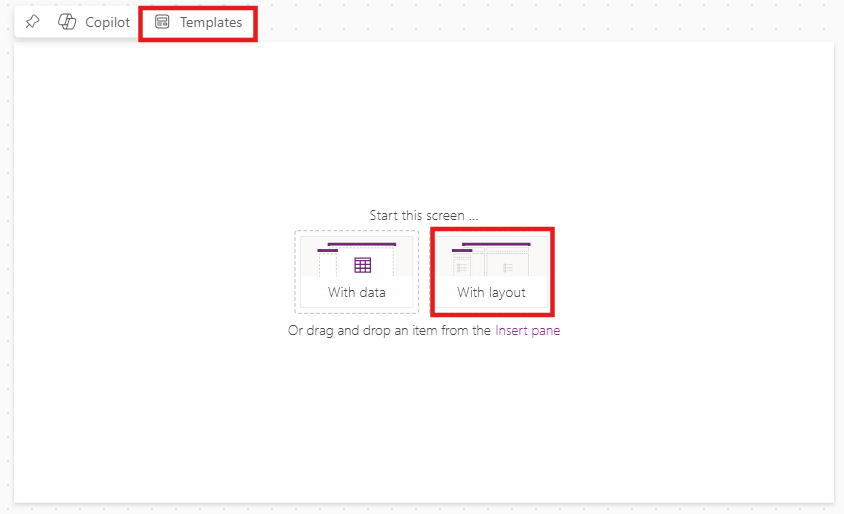 Copilot Templates
Start this screen ...
With data With layout
Or drag and drop an item from the Insert pane